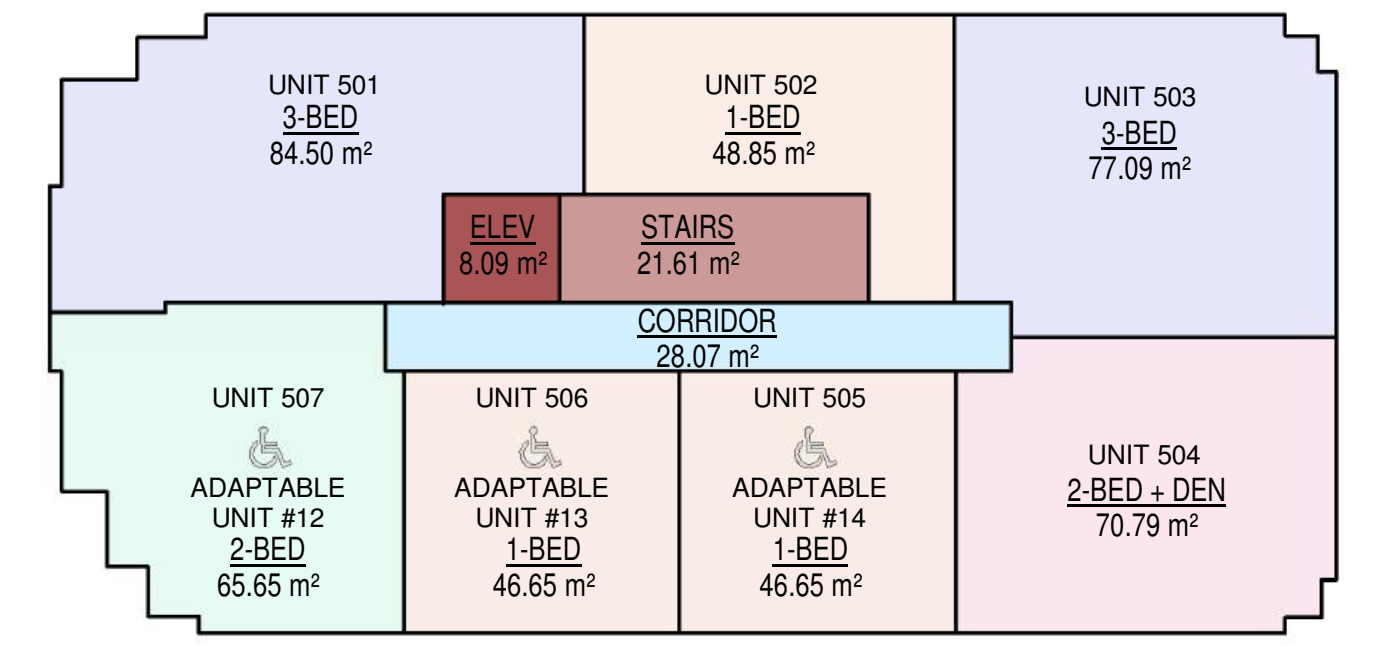 UNIT 501
3-BED
84.50 m²
UNIT 502
1-BED
48.85 m²
UNIT 503
3-BED
77.09 m²
ELEV
8.09 m²
STAIRS
21.61 m²
CORRIDOR
28.07 m²
UNIT 507
ADAPTABLE
UNIT #12
2-BED
65.65 m²
UNIT 506
ADAPTABLE
UNIT #13
1-BED
46.65 m²
UNIT 505
ADAPTABLE
UNIT #14
1-BED
46.65 m²
UNIT 504
2-BED + DEN
70.79 m²